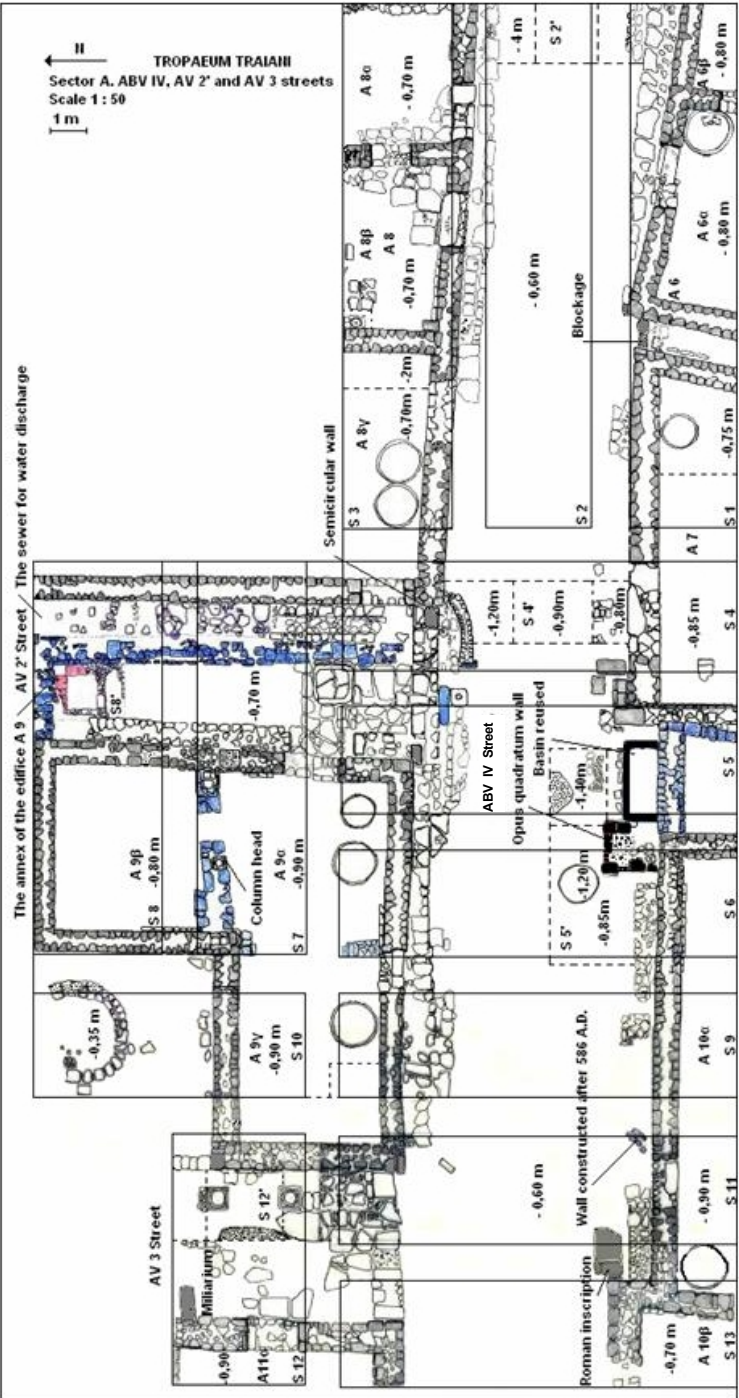 N
TROPAEUM TRAIANI
Sector A. ABV IV, AV 2' and AV 3 streets
Scale 1 : 50
1 m
A 8α
-0,70 m
- 4m
S 2'
A 6β
-0,80 m
A 8β
A 8
-0,70 m
- 0,60 m
Blockage
A 6α
-0,80 m
A 6
-2m
A 8γ
-0,70m
S 3
S 2
-0,75 m
S 1
A 7
Semicircular wall
The sewer for water discharge
AV 2' Street
The annex of the edifice A 9
S8'
-0,70 m
-1,20m
S 4'
-0,90m
-0,80m
-0,85 m
S 4
ABV IV Street
Opus quadratum wall
Basin reused
-1,40m
S 5
A 9β
-0,80 m
S 8
Column head
A 9α
-0,90 m
S 7
S 5'
-1,20m
-0,85m
S 6
-0,35 m
A 9γ
-0,90 m
S 10
A 10α
S 9
Wall constructed after 586 A.D.
AV 3 Street
S 12'
Miliarium
- 0,60 m
- 0,90 m
S 11
-0,90
A11α
S 12
Roman inscription
-0,70 m
A 10β
S 13